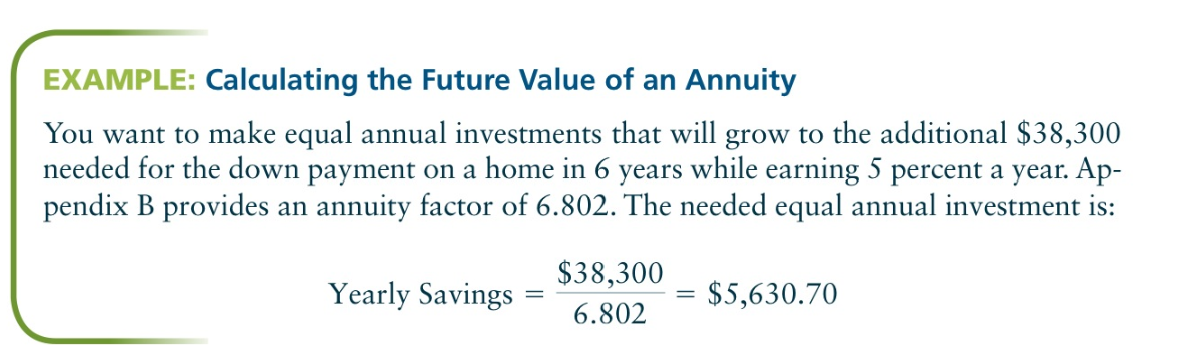 EXAMPLE: Calculating the Future Value of an Annuity
You want to make equal annual investments that will grow to the additional $38,300
needed for the down payment on a home in 6 years while earning 5 percent a year. Ap-
pendix B provides an annuity factor of 6.802. The needed equal annual investment is:
Yearly Savings = $38,300 / 6.802 = $5,630.70